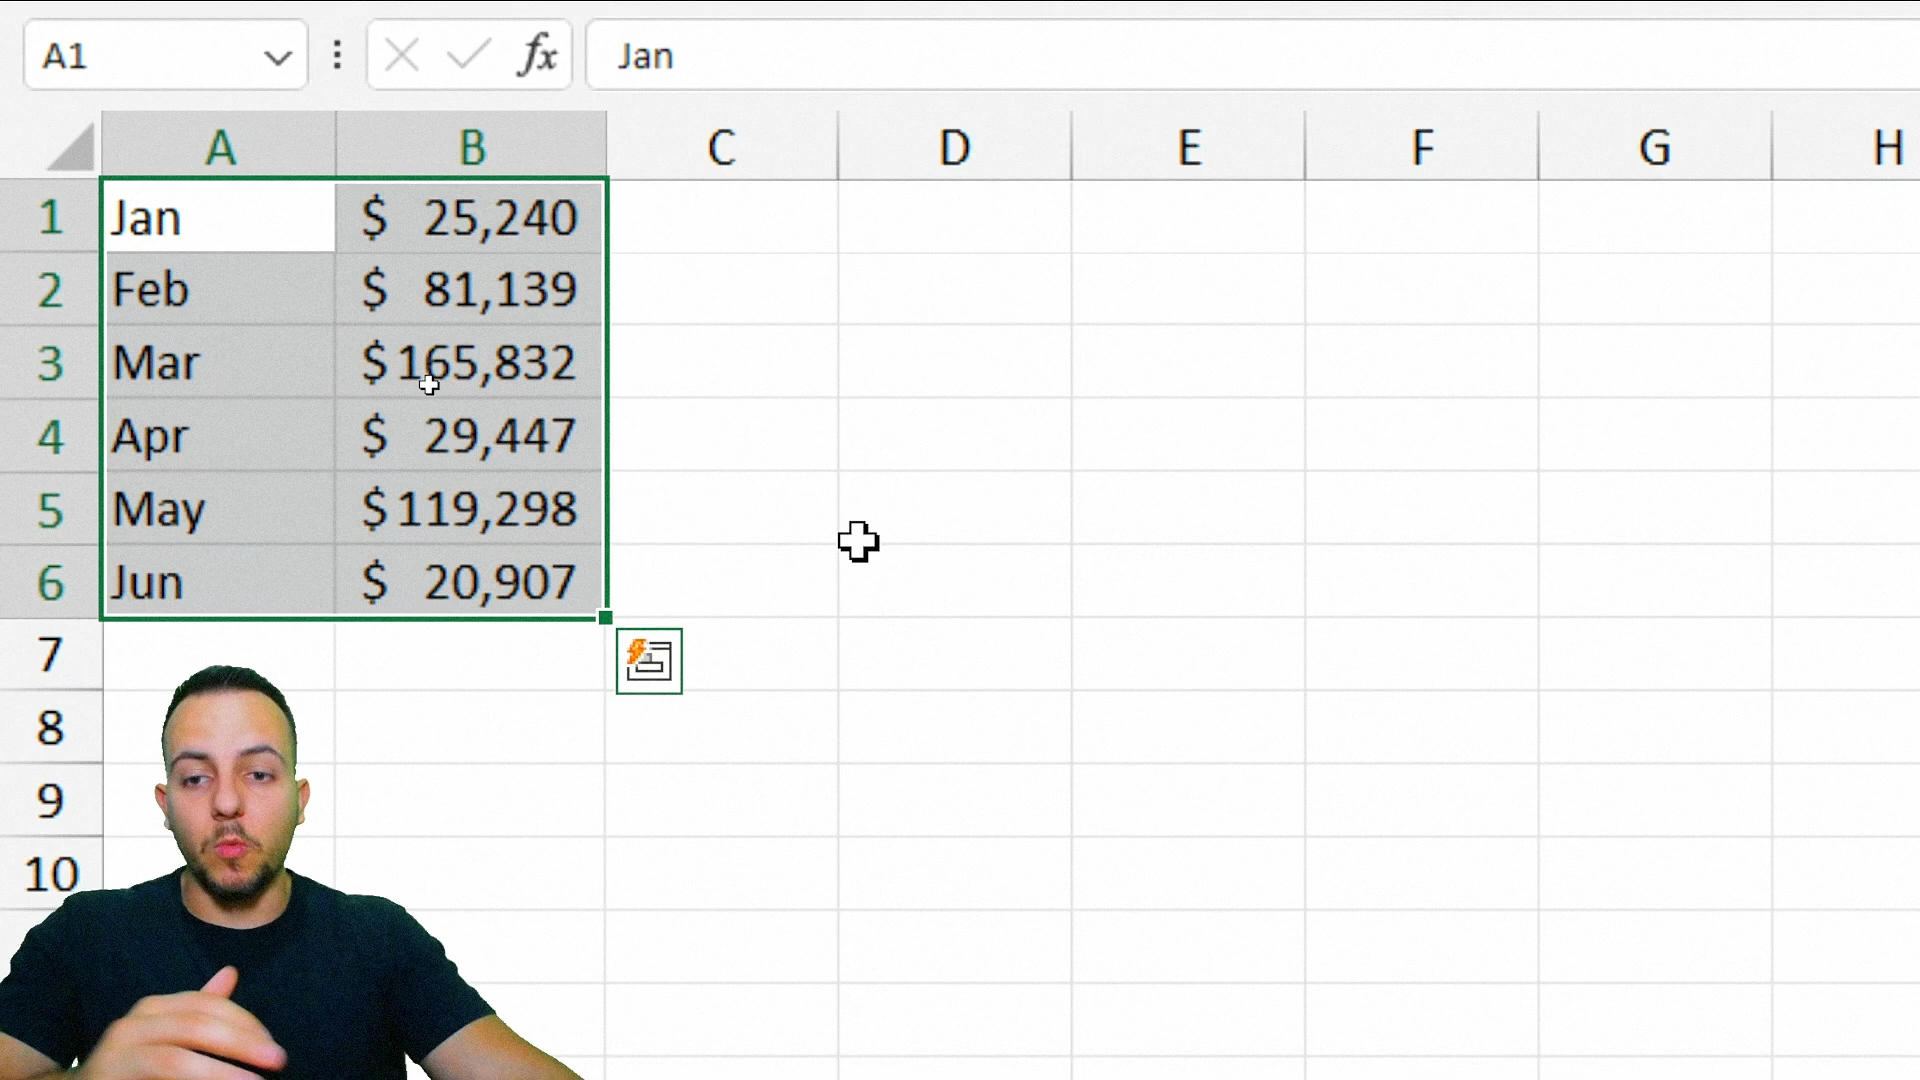 A1 fx Jan
A B C D E F G H
1 Jan $ 25,240
2 Feb $ 81,139
3 Mar $ 165,832
4 Apr $ 29,447
5 May $ 119,298
6 Jun $ 20,907
7
8
9
10